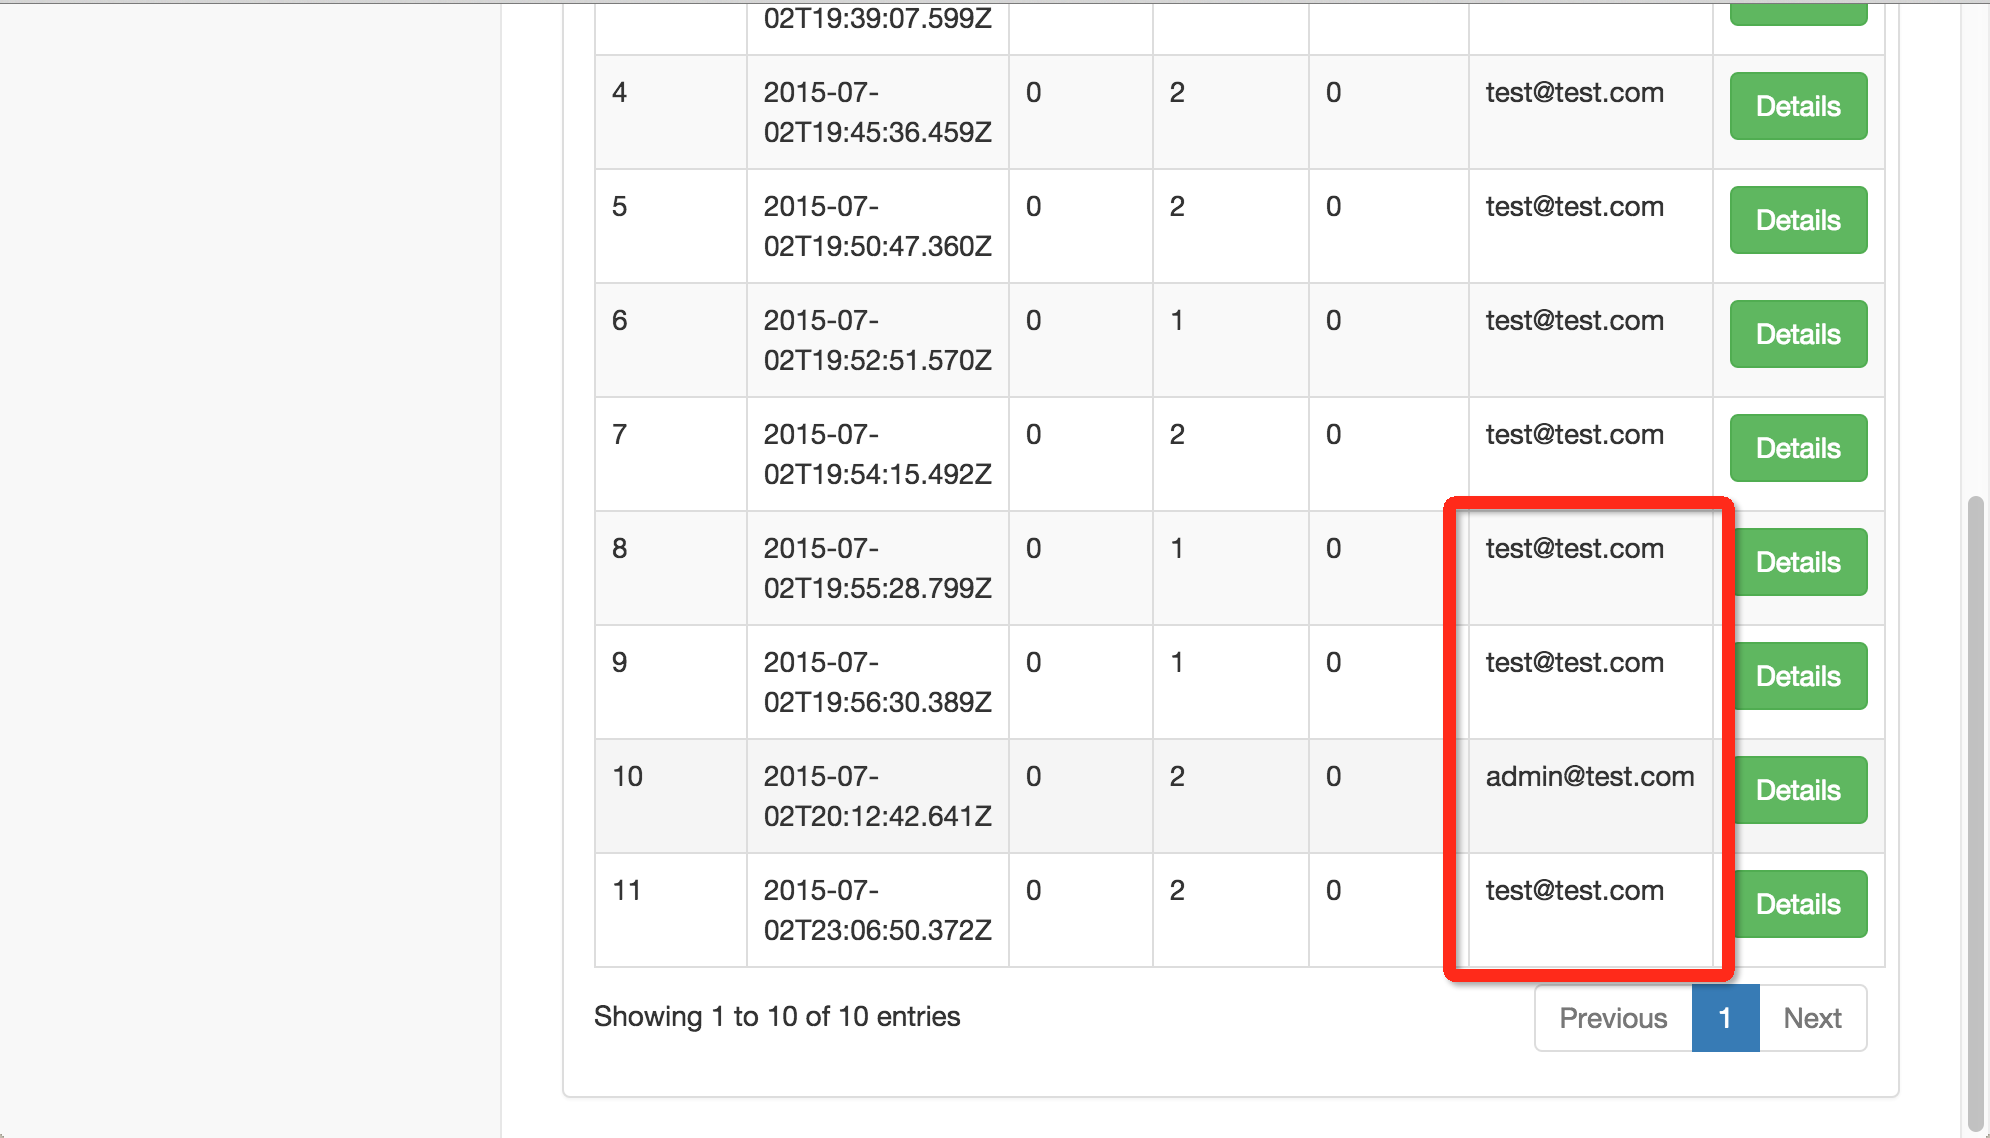 02T19:39:07.599Z
4 2015-07- 0 2 0 test@test.com Details
02T19:45:36.459Z
5 2015-07- 0 2 0 test@test.com Details
02T19:50:47.360Z
6 2015-07- 0 1 0 test@test.com Details
02T19:52:51.570Z
7 2015-07- 0 2 0 test@test.com Details
02T19:54:15.492Z
8 2015-07- 0 1 0 test@test.com Details
02T19:55:28.799Z
9 2015-07- 0 1 0 test@test.com Details
02T19:56:30.389Z
10 2015-07- 0 2 0 admin@test.com Details
02T20:12:42.641Z
11 2015-07- 0 2 0 test@test.com Details
02T23:06:50.372Z
Showing 1 to 10 of 10 entries Previous 1 Next